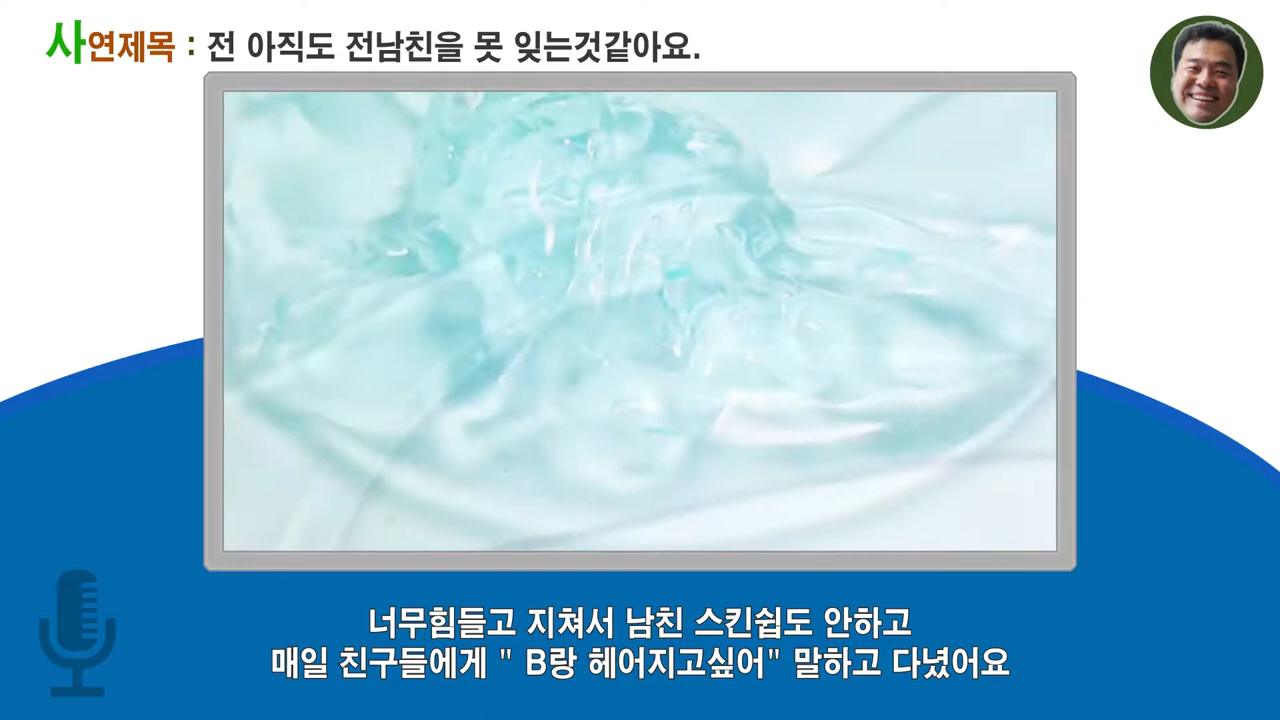 사연제목 : 전 아직도 전남친을 못 잊는것같아요.
너무힘들고 지쳐서 남친 스킨쉽도 안하고
매일 친구들에게 " B랑 헤어지고싶어" 말하고 다녔어요